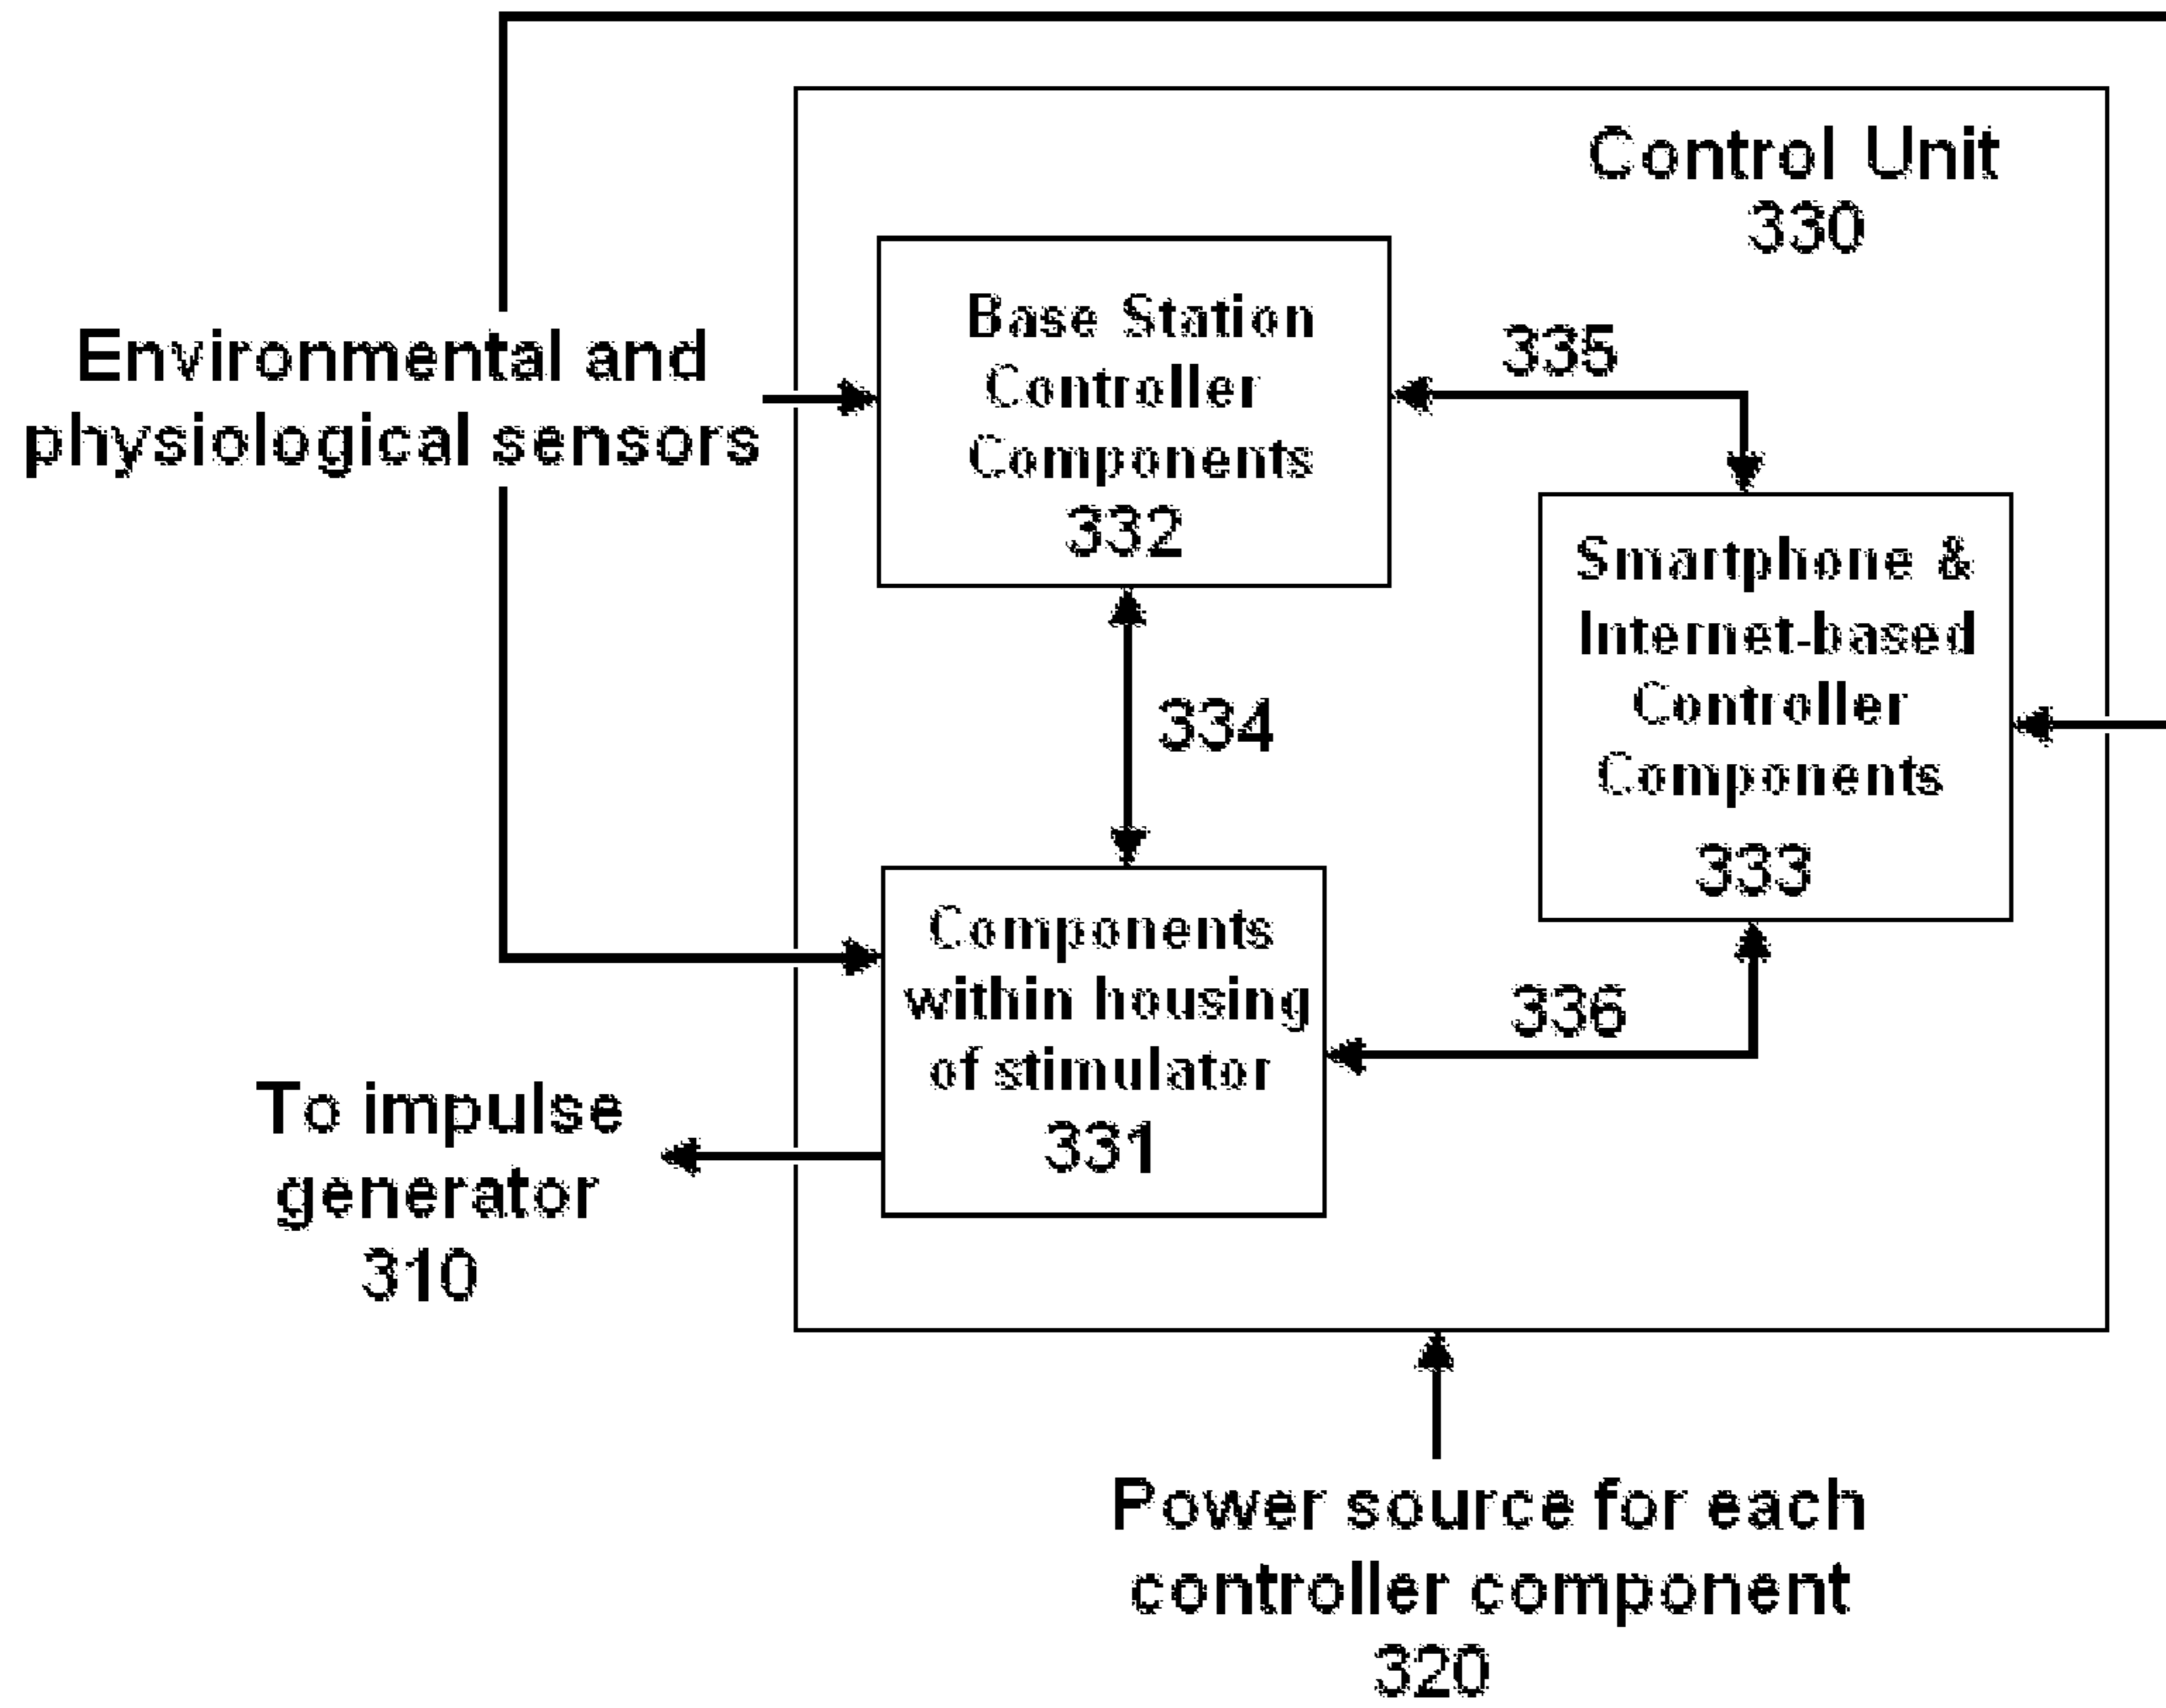 Control Unit
330
Base Station
Controller
Components
332
335
Environmental and
physiological sensors
Smartphone &
Internet-based
Controller
Components
333
334
Components
within housing
of stimulator
331
336
To impulse
generator
310
Power source for each
controller component
320